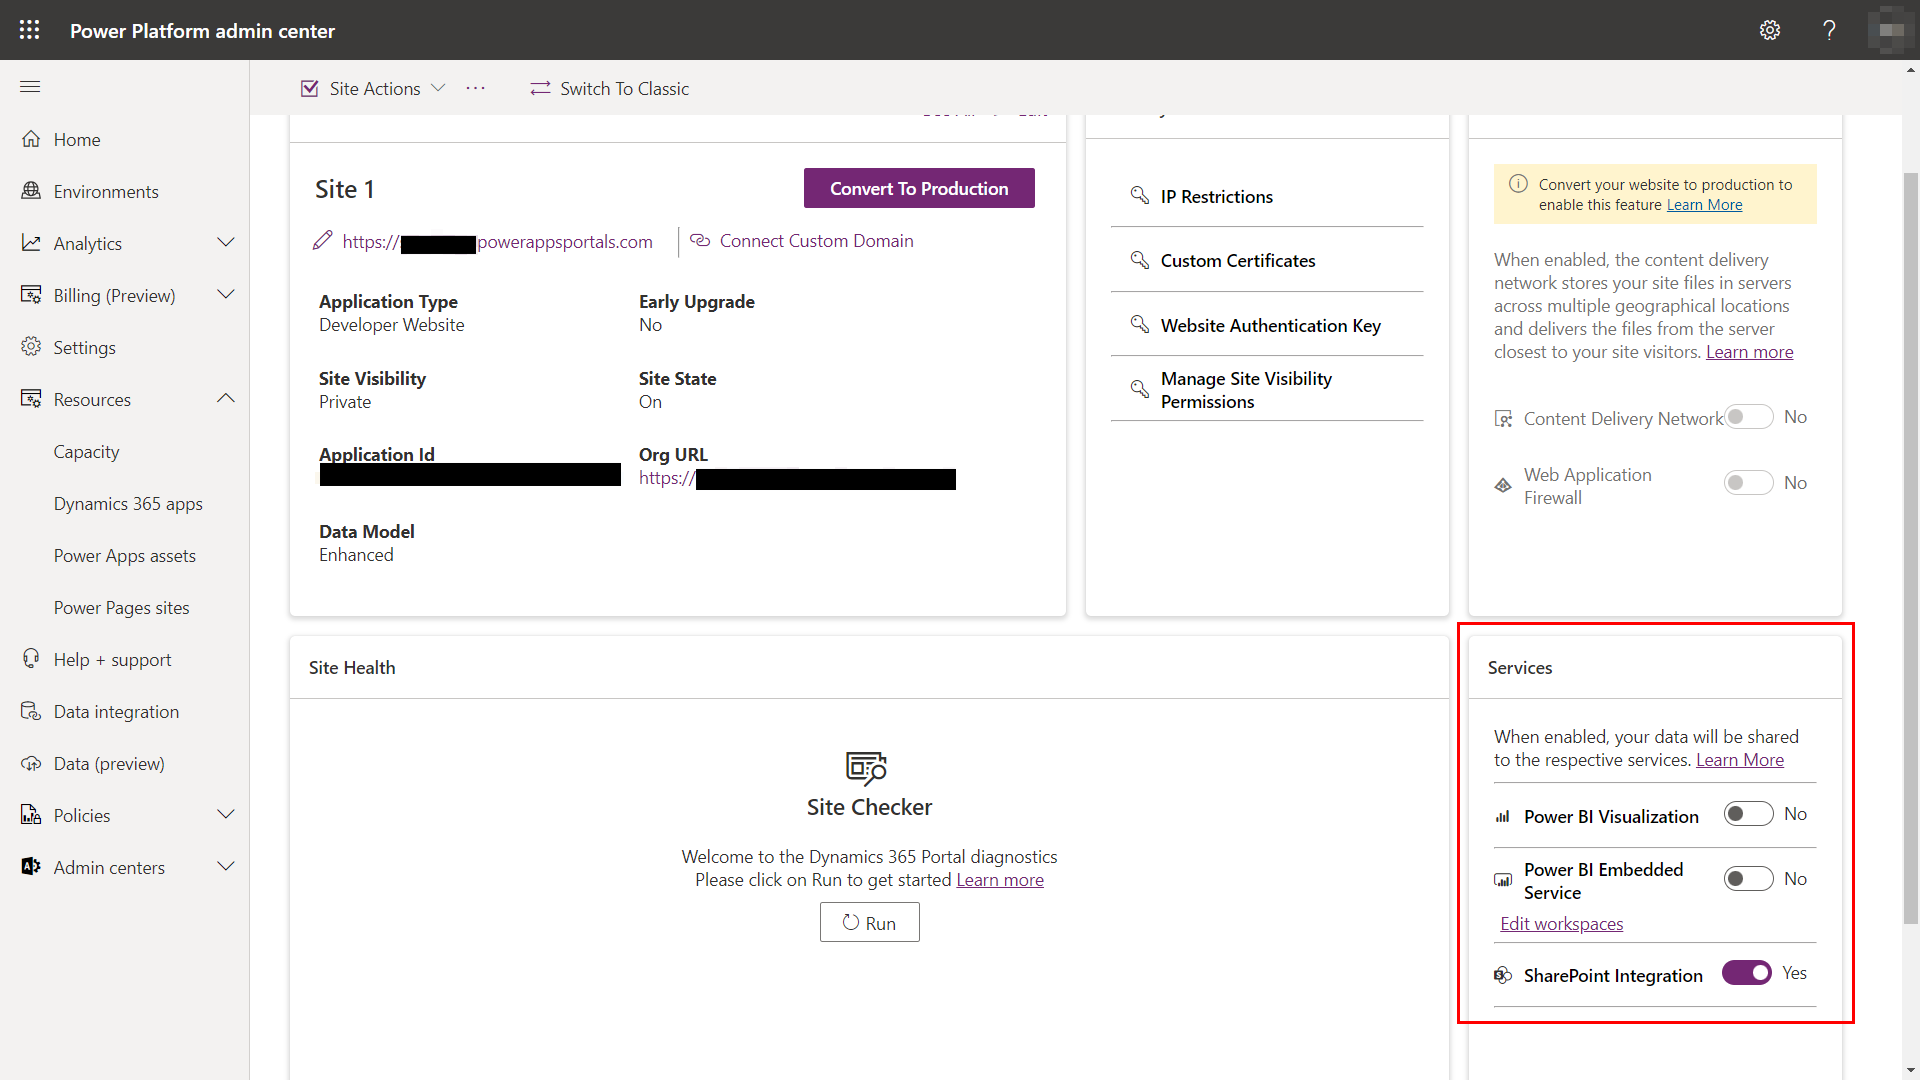 Power Platform admin center
?
Site Actions
...
Switch To Classic
Home
Environments
Analytics
Billing (Preview)
Settings
Resources
Capacity
Dynamics 365 apps
Power Apps assets
Power Pages sites
Help + support
Data integration
Data (preview)
Policies
Admin centers
Site 1
Convert To Production
https://
powerappsportals.com
Connect Custom Domain
Application Type
Developer Website
Early Upgrade
No
Site Visibility
Private
Site State
On
Application Id
Org URL
https://
Data Model
Enhanced
IP Restrictions
Custom Certificates
Website Authentication Key
Manage Site Visibility
Permissions
Convert your website to production to
enable this feature Learn More
When enabled, the content delivery
network stores your site files in servers
across multiple geographical locations
and delivers the files from the server
closest to your site visitors. Learn more
Content Delivery Network No
Web Application
Firewall
No
Site Health
Site Checker
Welcome to the Dynamics 365 Portal diagnostics
Please click on Run to get started Learn more
Run
Services
When enabled, your data will be shared
to the respective services. Learn More
Power BI Visualization No
Power BI Embedded
Service
No
Edit workspaces
SharePoint Integration Yes